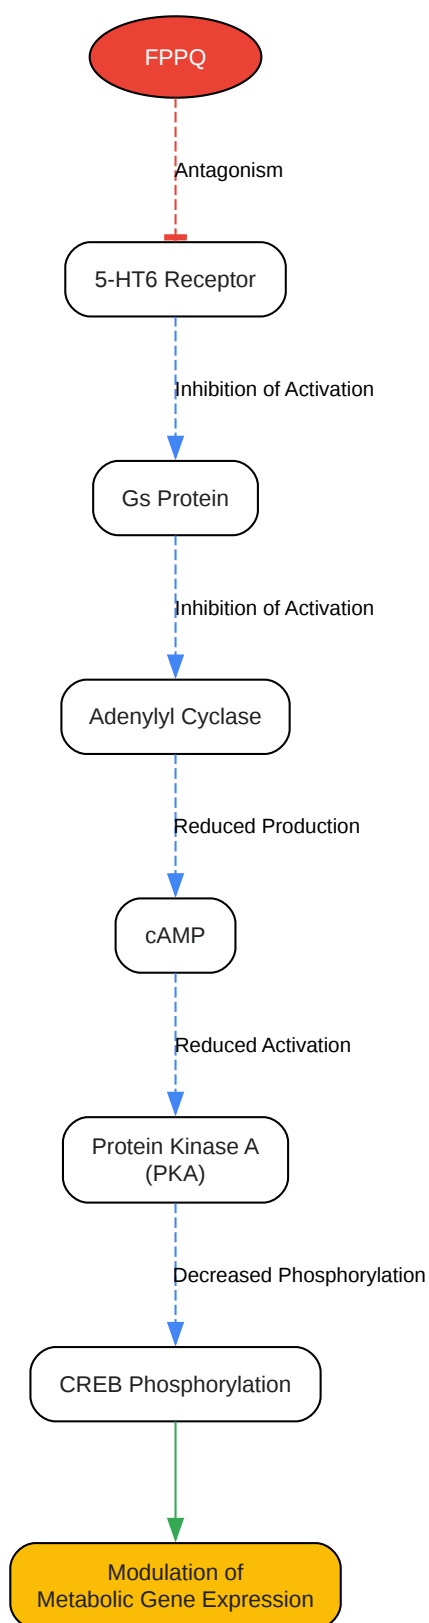 FPPQ
Antagonism
5-HT6 Receptor
Inhibition of Activation
Gs Protein
Inhibition of Activation
Adenylyl Cyclase
Reduced Production
cAMP
Reduced Activation
Protein Kinase A
(PKA)
Decreased Phosphorylation
CREB Phosphorylation
Modulation of
Metabolic Gene Expression